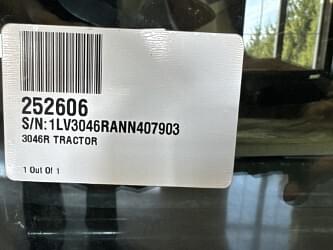 252606
S/N:1LV3046RANN407903
3046R TRACTOR
1 Out Of 1